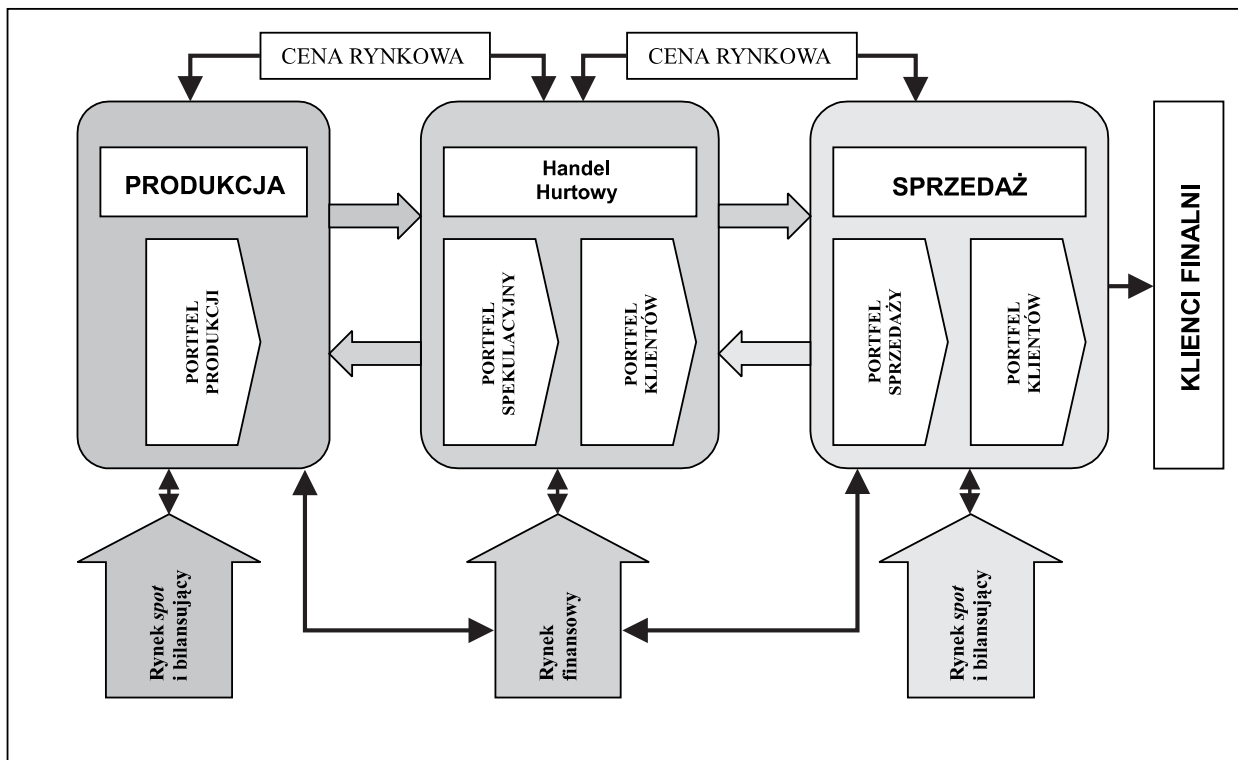 CENA RYNKOWA
CENA RYNKOWA
PRODUKCJA
Handel
Hurtowy
SPRZEDAŻ
PORTFEL
PRODUKCJI
PORTFEL
SPEKULACYJNY
PORTFEL
KLIENTÓW
PORTFEL
SPRZEDAŻY
PORTFEL
KLIENTÓW
KLIENCI FINALNI
Rynek spot
i bilansujący
Rynek
finansowy
Rynek spot
i bilansujący